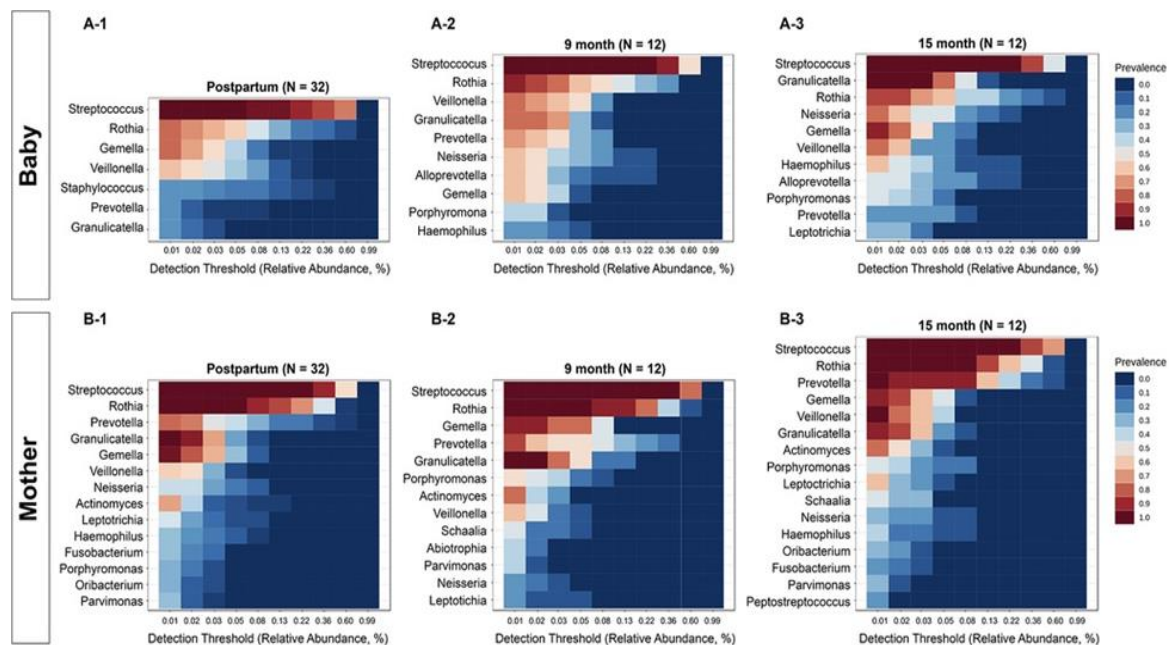 Baby
A-1
Postpartum (N = 32)
Streptococcus
Rothia
Gemella
Veillonella
Staphylococcus
Prevotella
Granulicatella
0.01 0.02 0.03 0.05 0.08 0.13 0.22 0.36 0.60 0.99
Detection Threshold (Relative Abundance, %)
A-2
9 month (N = 12)
Streptoccocus
Rothia
Veillonella
Granulicatella
Prevotella
Neisseria
Alloprevotella
Gemella
Porphyromona
Haemophilus
0.01 0.02 0.03 0.05 0.08 0.13 0.22 0.36 0.60 0.99
Detection Threshold (Relative Abundance, %)
A-3
15 month (N = 12)
Streptococcus
Granulicatella
Rothia
Neisseria
Gemella
Veillonella
Haemophilus
Alloprevotella
Porphyromonas
Prevotella
Leptotrichia
0.01 0.02 0.03 0.05 0.08 0.13 0.22 0.36 0.60 0.99
Detection Threshold (Relative Abundance, %)
Prevalence
0.0
0.1
0.2
0.3
0.4
0.5
0.6
0.7
0.8
0.9
1.0
Mother
B-1
Postpartum (N = 32)
Streptococcus
Rothia
Prevotella
Granulicatella
Gemella
Veillonella
Neisseria
Actinomyces
Leptotrichia
Haemophilus
Fusobacterium
Porphyromonas
Oribacterium
Parvimonas
0.01 0.02 0.03 0.05 0.08 0.13 0.22 0.36 0.60 0.99
Detection Threshold (Relative Abundance, %)
B-2
9 month (N = 12)
Streptococcus
Rothia
Gemella
Prevotella
Granulicatella
Porphyromonas
Actinomyces
Veillonella
Schaalia
Abiotrophia
Parvimonas
Neisseria
Leptotichia
0.01 0.02 0.03 0.05 0.08 0.13 0.22 0.36 0.60 0.99
Detection Threshold (Relative Abundance, %)
B-3
15 month (N = 12)
Streptococcus
Rothia
Prevotella
Gemella
Veillonella
Granulicatella
Actinomyces
Porphyromonas
Leptoctrichia
Schaalia
Neisseria
Haemophilus
Oribacterium
Fusobacterium
Parvimonas
Peptostreptococcus
0.01 0.02 0.03 0.05 0.08 0.13 0.22 0.36 0.60 0.99
Detection Threshold (Relative Abundance, %)
Prevalence
0.0
0.1
0.2
0.3
0.4
0.5
0.6
0.7
0.8
0.9
1.0